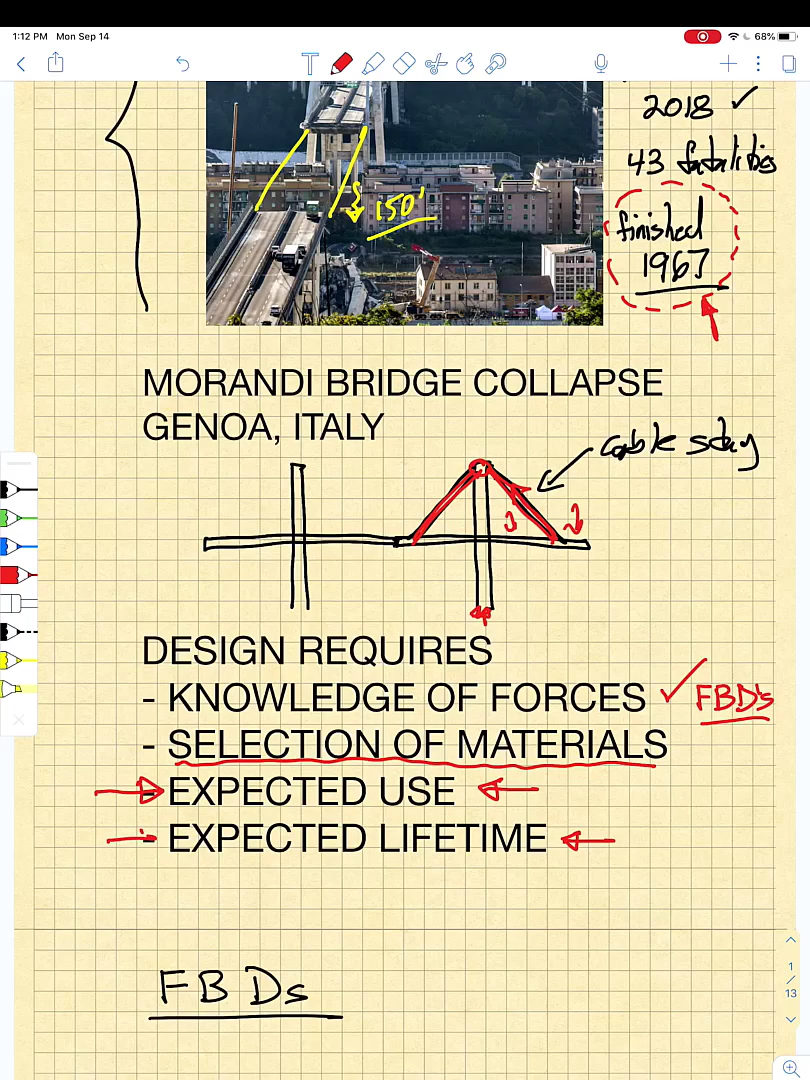 1:12 PM Mon Sep 14
68%
2018 ✓
43 fatalities
150'
finished
1967
MORANDI BRIDGE COLLAPSE
GENOA, ITALY
cable stay
DESIGN REQUIRES
- KNOWLEDGE OF FORCES ✓ FBD's
- SELECTION OF MATERIALS
- EXPECTED USE
- EXPECTED LIFETIME
FBDs
1
/
13